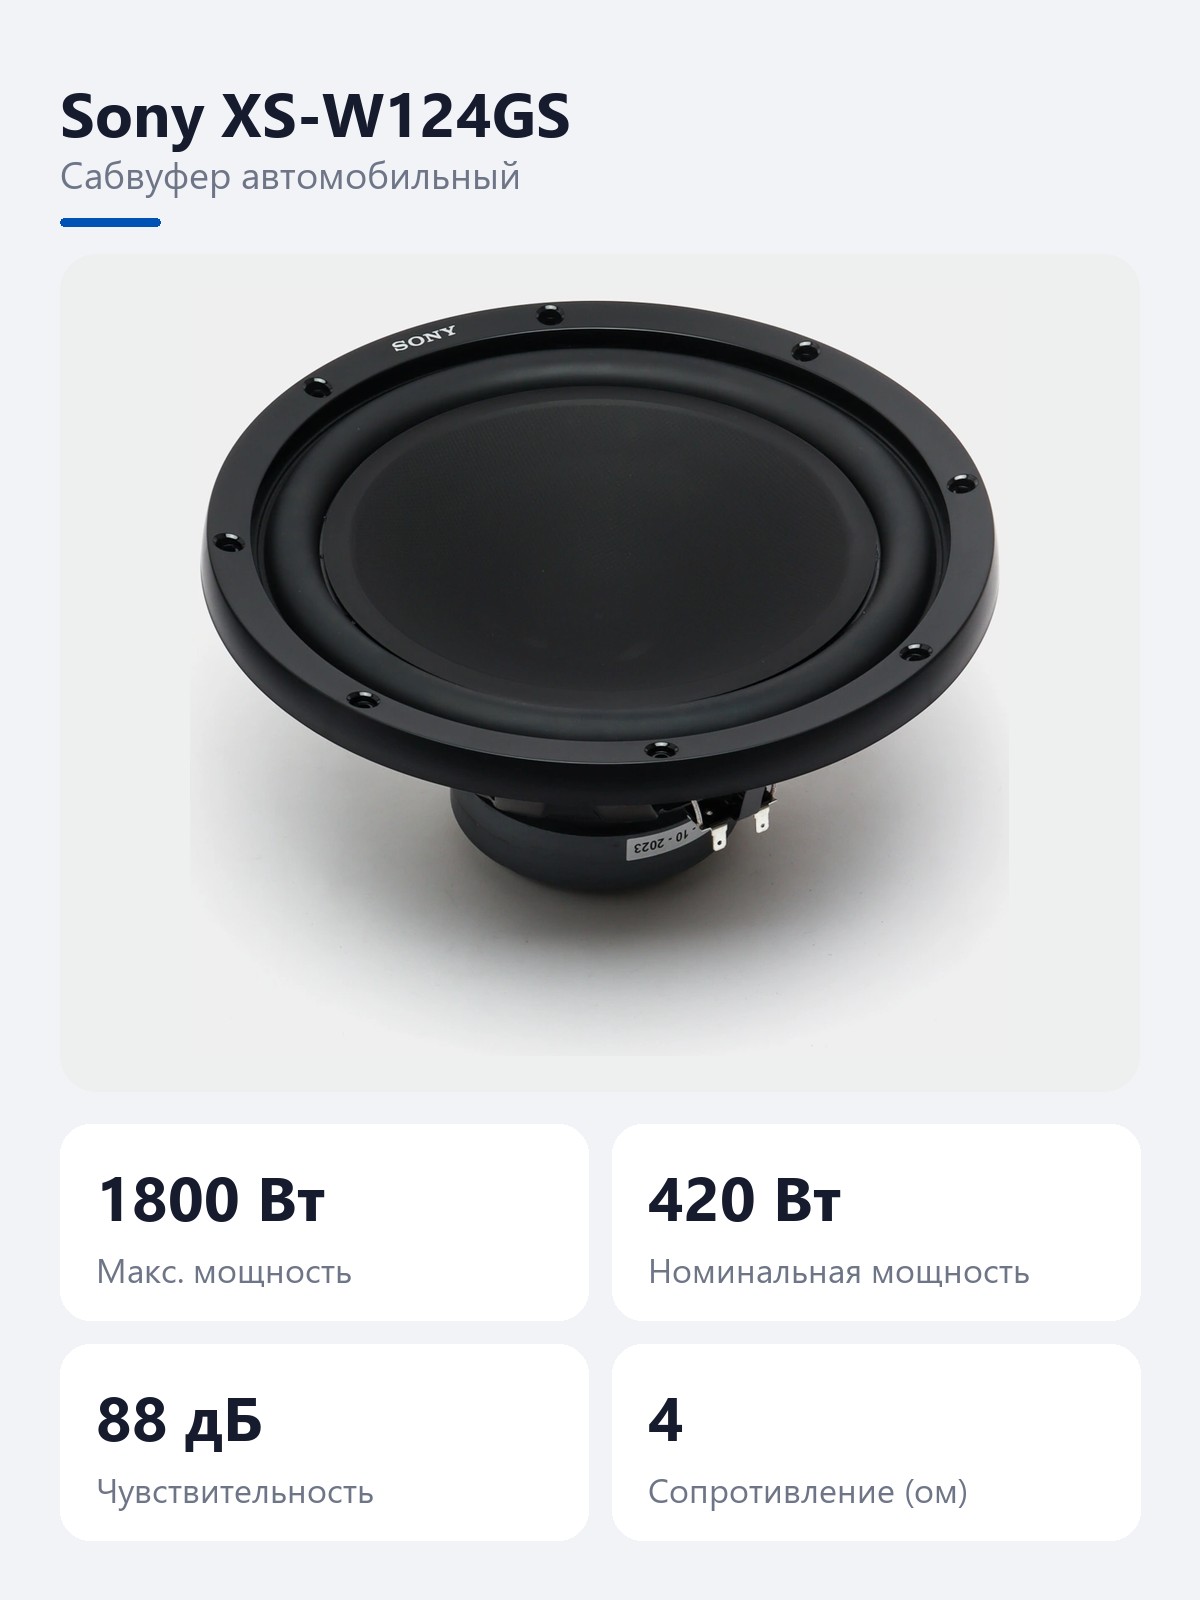 Sony XS-W124GS
Сабвуфер автомобильный
SONY
- 10 - 2023
1800 Вт
Макс. мощность
420 Вт
Номинальная мощность
88 дБ
Чувствительность
4
Сопротивление (ом)